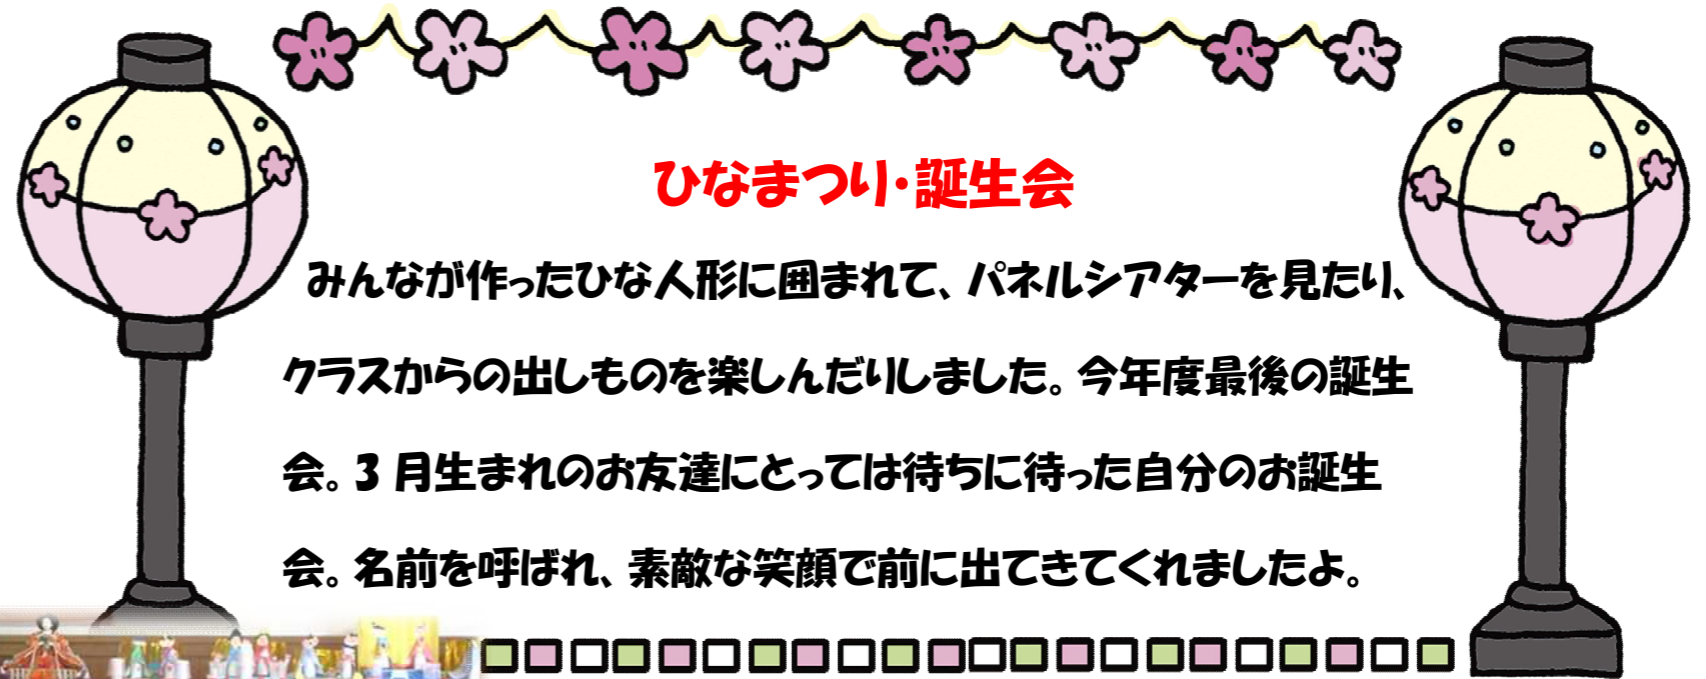 ひなまつり・誕生会
みんなが作ったひな人形に囲まれて、パネルシアターを見たり、
クラスからの出しものを楽しんだりしました。今年度最後の誕生
会。3月生まれのお友達にとっては待ちに待った自分のお誕生
会。名前を呼ばれ、素敵な笑顔で前に出てきてくれましたよ。